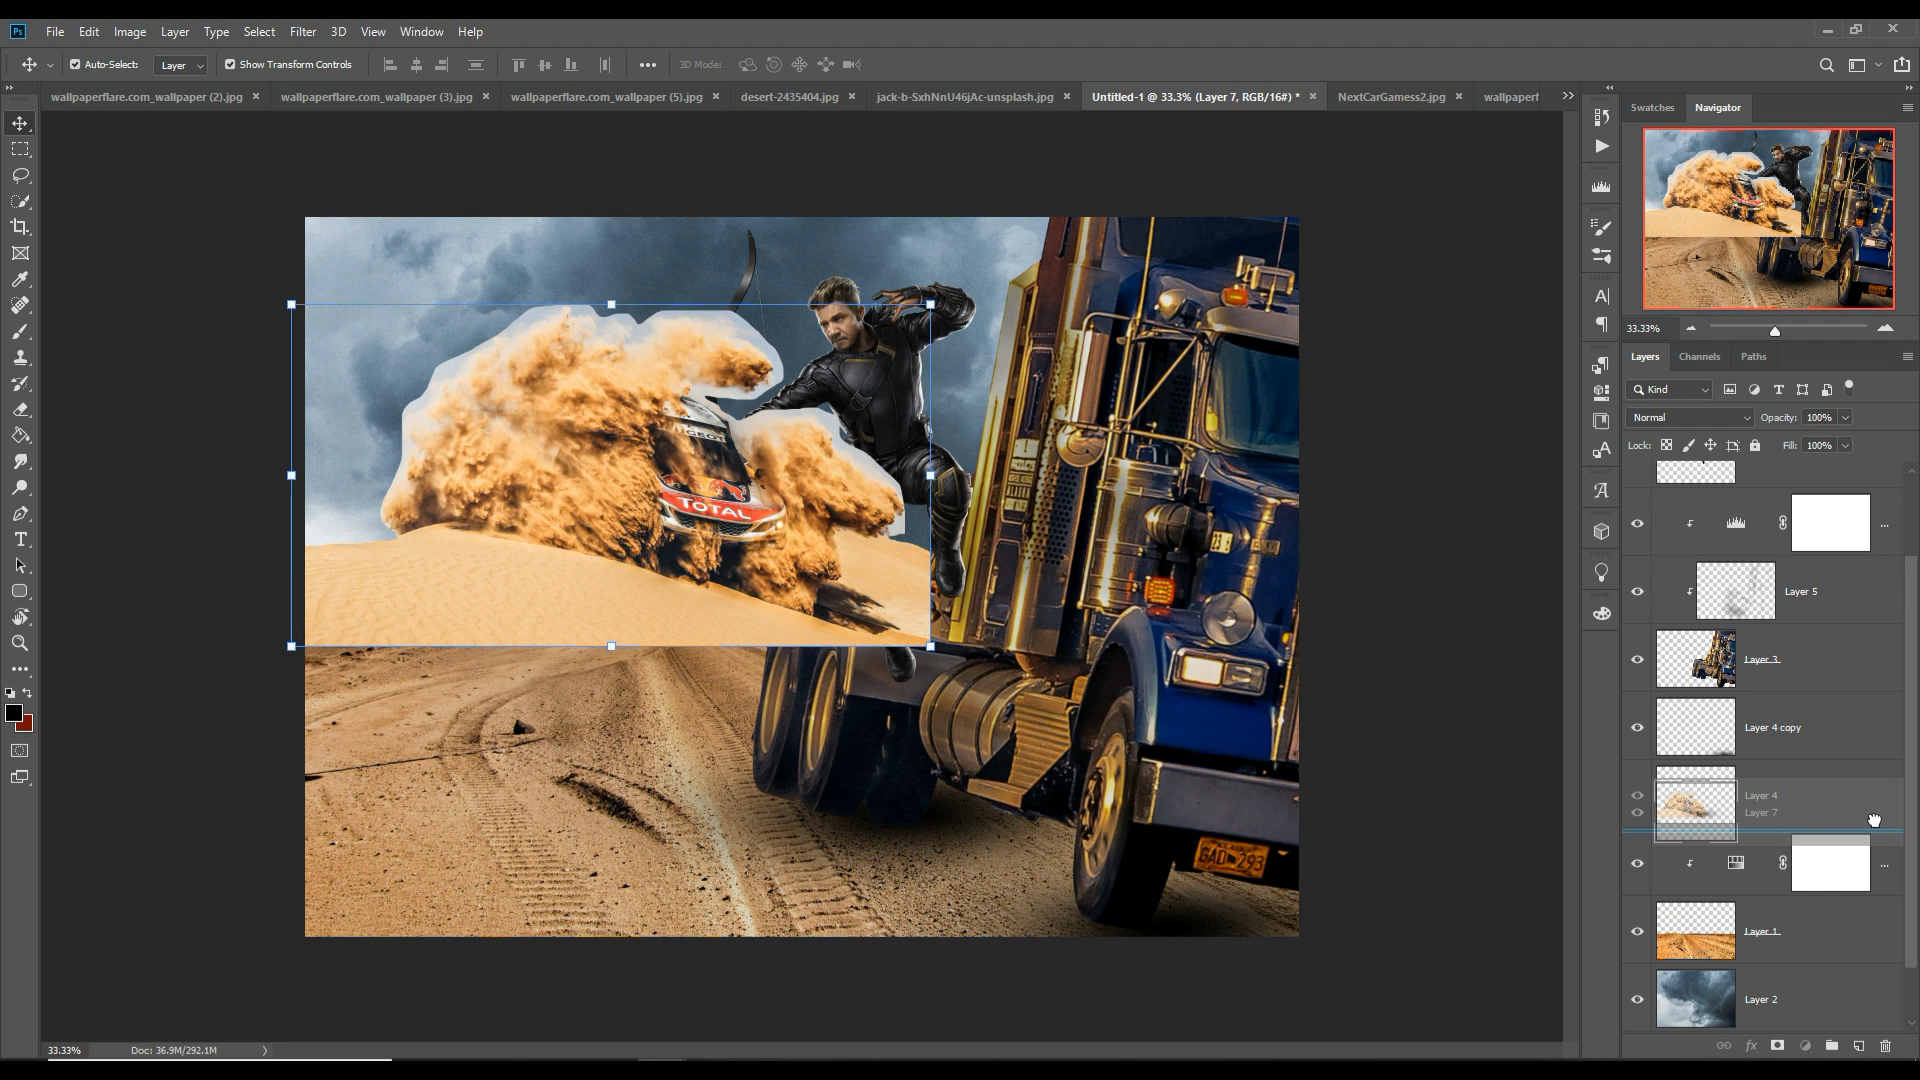 Ps File Edit Image Layer Type Select Filter 3D View Window Help
Auto-Select: Layer Show Transform Controls 3D Mode:
wallpaperflare.com_wallpaper (2).jpg wallpaperflare.com_wallpaper (3).jpg wallpaperflare.com_wallpaper (5).jpg desert-2435404.jpg jack-b-SxhNnU46jAc-unsplash.jpg Untitled-1 @ 33.3% (Layer 7, RGB/16#) * NextCarGamess2.jpg wallpaperf
Swatches Navigator
33.33%
Layers Channels Paths
Kind
Normal Opacity: 100%
Lock: Fill: 100%
Layer 5
Layer 3
Layer 4 copy
Layer 4
Layer 7
Layer 1
Layer 2
TOTAL
GAD 293
33.33% Doc: 36.9M/292.1M